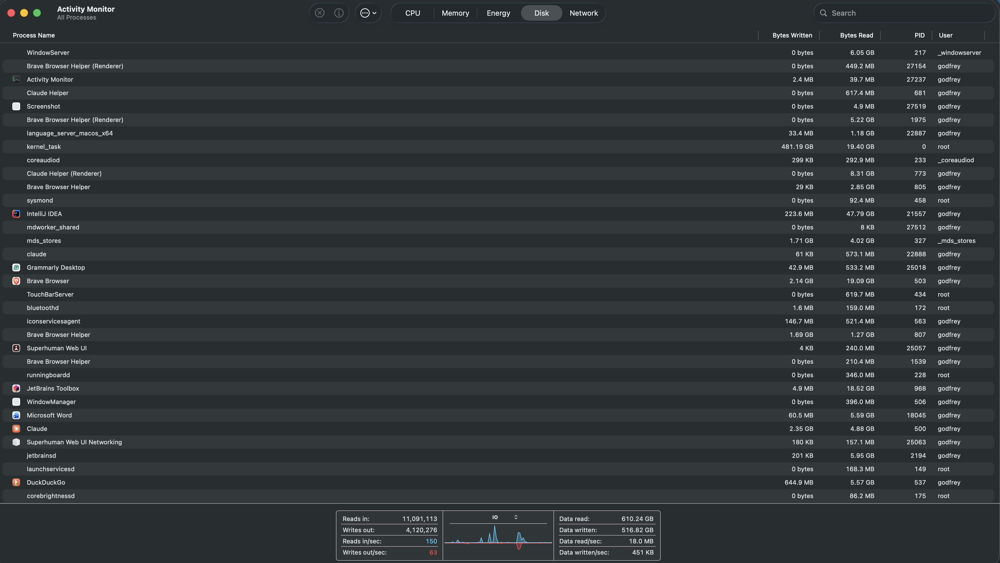 Activity Monitor
All Processes
CPU Memory Energy Disk Network
Search
Process Name Bytes Written Bytes Read PID User
WindowServer 0 bytes 6.05 GB 217 _windowserver
Brave Browser Helper (Renderer) 0 bytes 449.2 MB 27154 godfrey
Activity Monitor 2.4 MB 39.7 MB 27237 godfrey
Claude Helper 0 bytes 617.4 MB 681 godfrey
Screenshot 0 bytes 4.9 MB 27519 godfrey
Brave Browser Helper (Renderer) 0 bytes 5.22 GB 1975 godfrey
language_server_macos_x64 33.4 MB 1.18 GB 22887 godfrey
kernel_task 481.19 GB 19.40 GB 0 root
coreaudiod 299 KB 292.9 MB 233 _coreaudiod
Claude Helper (Renderer) 0 bytes 8.31 GB 773 godfrey
Brave Browser Helper 29 KB 2.85 GB 805 godfrey
sysmond 0 bytes 92.4 MB 458 root
IntelliJ IDEA 223.6 MB 47.79 GB 21557 godfrey
mdworker_shared 0 bytes 8 KB 27512 godfrey
mds_stores 1.71 GB 4.02 GB 327 _mds_stores
claude 61 KB 573.1 MB 22888 godfrey
Grammarly Desktop 42.9 MB 533.2 MB 25018 godfrey
Brave Browser 2.14 GB 19.09 GB 503 godfrey
TouchBarServer 0 bytes 619.7 MB 434 root
bluetoothd 1.6 MB 159.0 MB 172 root
iconservicesagent 146.7 MB 521.4 MB 563 godfrey
Brave Browser Helper 1.69 GB 1.27 GB 807 godfrey
Superhuman Web UI 4 KB 240.0 MB 25057 godfrey
Brave Browser Helper 0 bytes 210.4 MB 1539 godfrey
runningboardd 0 bytes 346.0 MB 228 root
JetBrains Toolbox 4.9 MB 18.52 GB 968 godfrey
WindowManager 0 bytes 396.0 MB 506 godfrey
Microsoft Word 60.5 MB 5.59 GB 18045 godfrey
Claude 2.35 GB 4.88 GB 500 godfrey
Superhuman Web UI Networking 180 KB 157.1 MB 25063 godfrey
jetbrainsd 201 KB 5.95 GB 2194 godfrey
launchservicesd 0 bytes 168.3 MB 149 root
DuckDuckGo 644.9 MB 5.57 GB 537 godfrey
corebrightnessd 0 bytes 86.2 MB 175 root
Reads in: 11,091,113 IO Data read: 610.24 GB
Writes out: 4,120,276 Data written: 516.82 GB
Reads in/sec: 150 Data read/sec: 18.0 MB
Writes out/sec: 63 Data written/sec: 451 KB